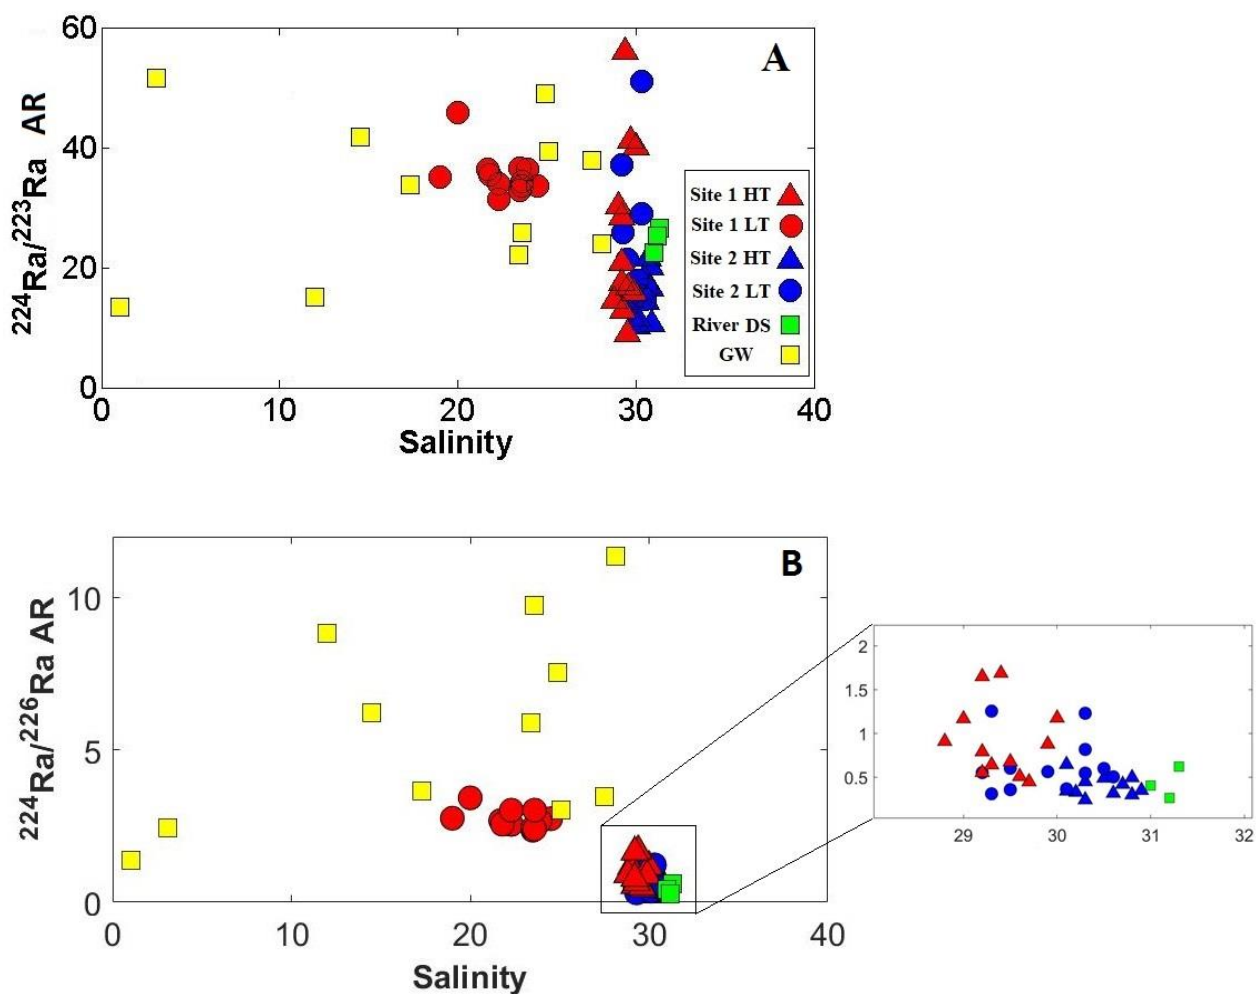 60
A
40
20
0
²²⁴Ra/²²³Ra AR
Site 1 HT
Site 1 LT
Site 2 HT
Site 2 LT
River DS
GW
0 10 20 30 40
Salinity
B
10
5
0
²²⁴Ra/²²⁶Ra AR
0 10 20 30 40
Salinity
2
1.5
1
0.5
29 30 31 32